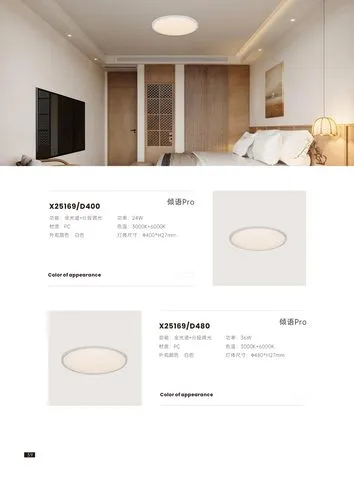 倾语Pro
X25169/D400
功能：全光谱+分段调光
功率：24W
材质：PC
色温：3000K+6000K
外观颜色：白色
灯体尺寸：Φ400*H27mm
Color of appearance
倾语Pro
X25169/D480
功能：全光谱+分段调光
功率：36W
材质：PC
色温：3000K+6000K
外观颜色：白色
灯体尺寸：Φ480*H27mm
Color of appearance